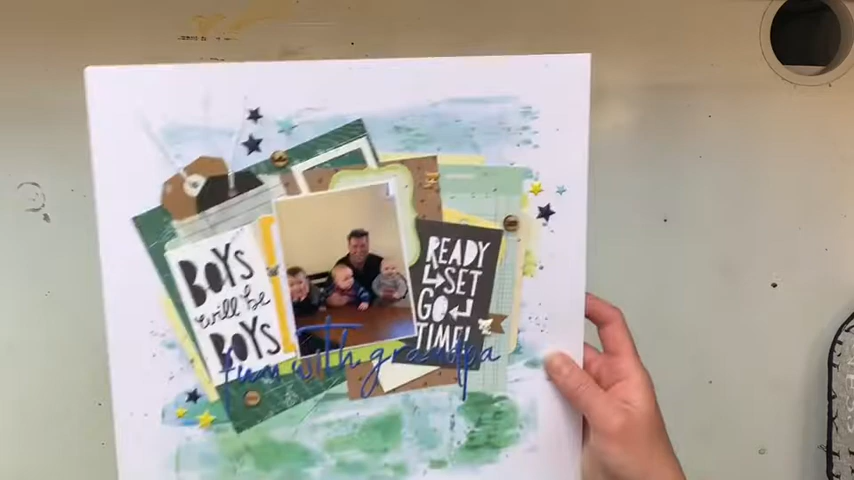 BOYS
will be
BOYS
READY
SET
GO
TIME!
fun with grandpa